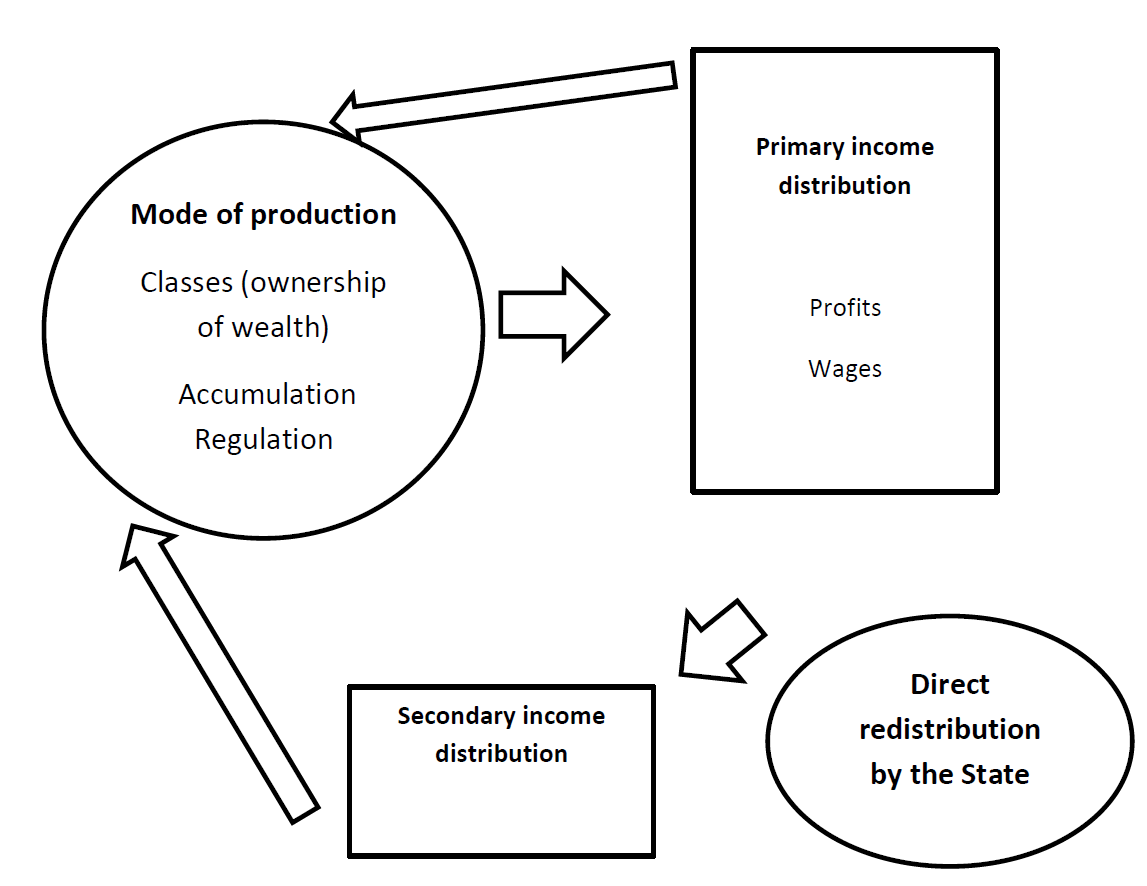 Mode of production
Classes (ownership
of wealth)
Accumulation
Regulation
Primary income
distribution
Profits
Wages
Secondary income
distribution
Direct
redistribution
by the State